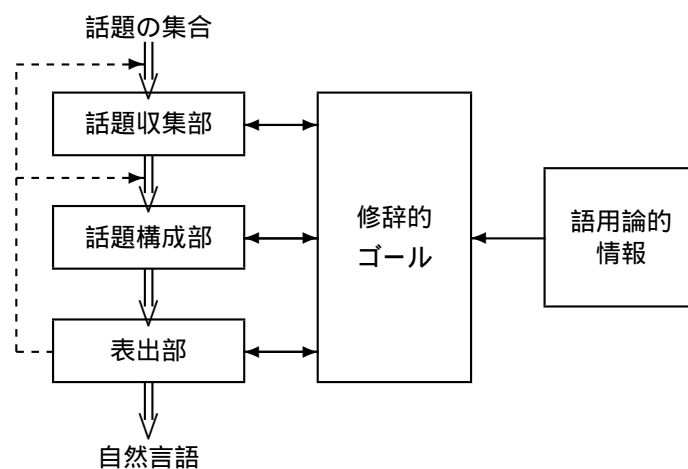 話題の集合
話題収集部
話題構成部
表出部
自然言語
修辞的
ゴール
語用論的
情報